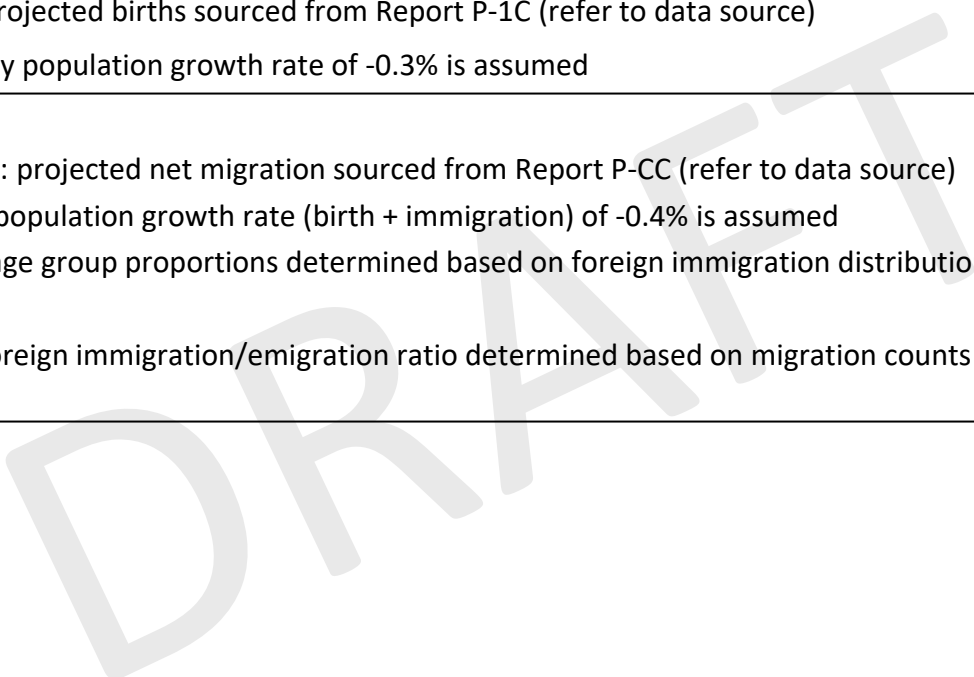 rojected births sourced from Report P-1C (refer to data source)
y population growth rate of -0.3% is assumed
: projected net migration sourced from Report P-CC (refer to data source)
population growth rate (birth + immigration) of -0.4% is assumed
age group proportions determined based on foreign immigration distributio
oreign immigration/emigration ratio determined based on migration counts
DRAFT